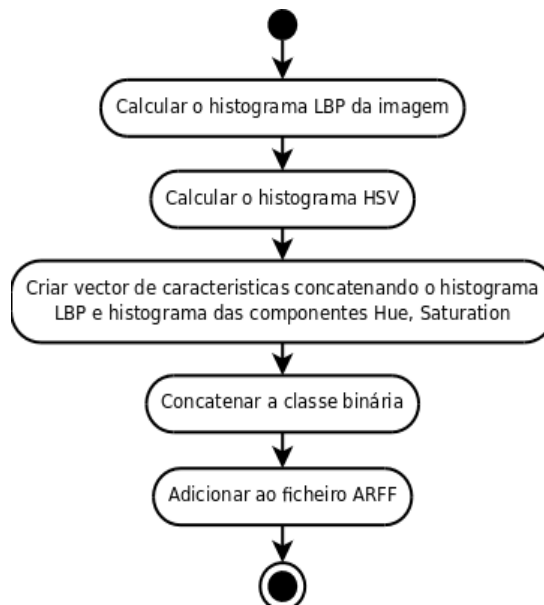 Calcular o histograma LBP da imagem
Calcular o histograma HSV
Criar vector de caracteristicas concatenando o histograma
LBP e histograma das componentes Hue, Saturation
Concatenar a classe binária
Adicionar ao ficheiro ARFF